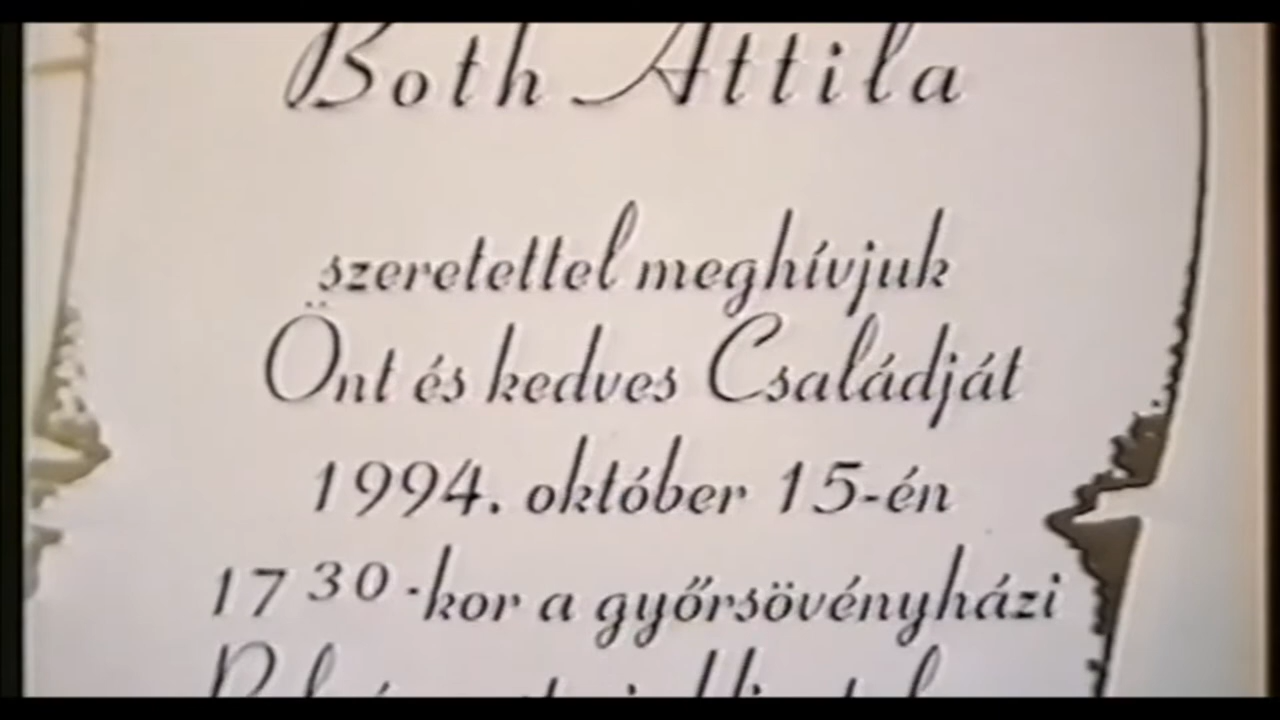 Both Attila
szeretettel meghívjuk
Önt és kedves Családját
1994. október 15-én
17 30 -kor a győrsövényházi